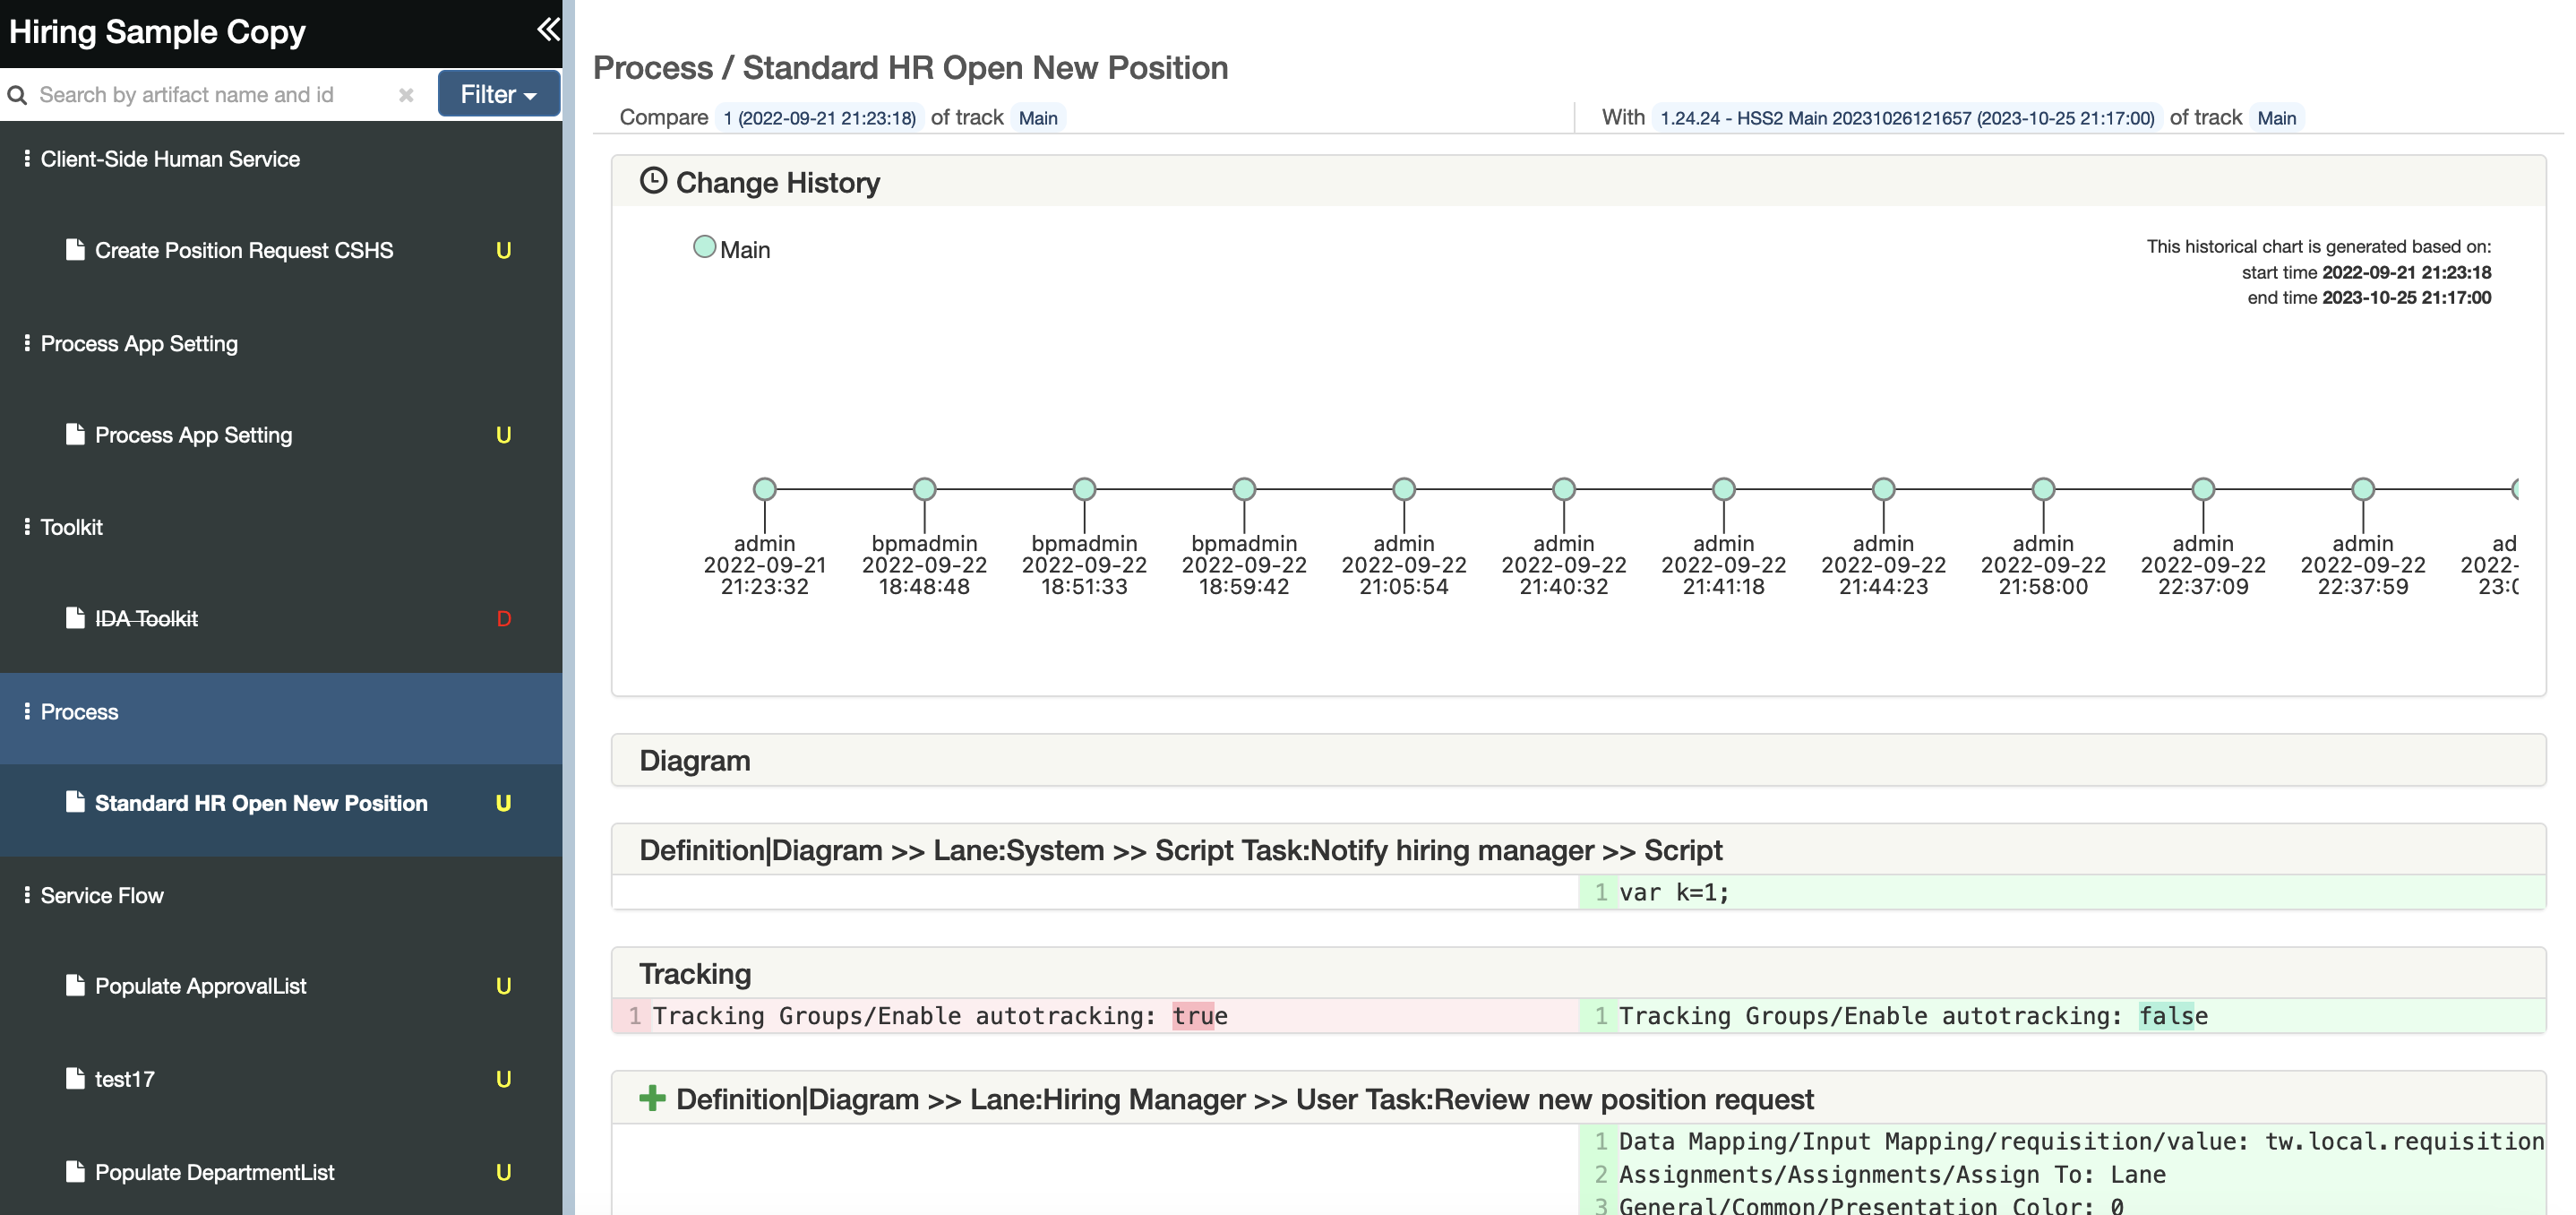 Hiring Sample Copy
Search by artifact name and id
Filter
Client-Side Human Service
Create Position Request CSHS U
Process App Setting
Process App Setting U
Toolkit
IDA Toolkit D
Process
Standard HR Open New Position U
Service Flow
Populate ApprovalList U
test17 U
Populate DepartmentList U
Process / Standard HR Open New Position
Compare 1 (2022-09-21 21:23:18) of track Main
With 1.24.24 - HSS2 Main 20231026121657 (2023-10-25 21:17:00) of track Main
Change History
Main
This historical chart is generated based on:
start time 2022-09-21 21:23:18
end time 2023-10-25 21:17:00
admin
2022-09-21
21:23:32
bpmadmin
2022-09-22
18:48:48
bpmadmin
2022-09-22
18:51:33
bpmadmin
2022-09-22
18:59:42
admin
2022-09-22
21:05:54
admin
2022-09-22
21:40:32
admin
2022-09-22
21:41:18
admin
2022-09-22
21:44:23
admin
2022-09-22
21:58:00
admin
2022-09-22
22:37:09
admin
2022-09-22
22:37:59
ad
2022-
Diagram
Definition|Diagram >> Lane:System >> Script Task:Notify hiring manager >> Script
1 var k=1;
Tracking
1 Tracking Groups/Enable autotracking: true
1 Tracking Groups/Enable autotracking: false
Definition|Diagram >> Lane:Hiring Manager >> User Task:Review new position request
1 Data Mapping/Input Mapping/requisition/value: tw.local.requisition
2 Assignments/Assignments/Assign To: Lane
3 General/Common/Presentation Color: 0